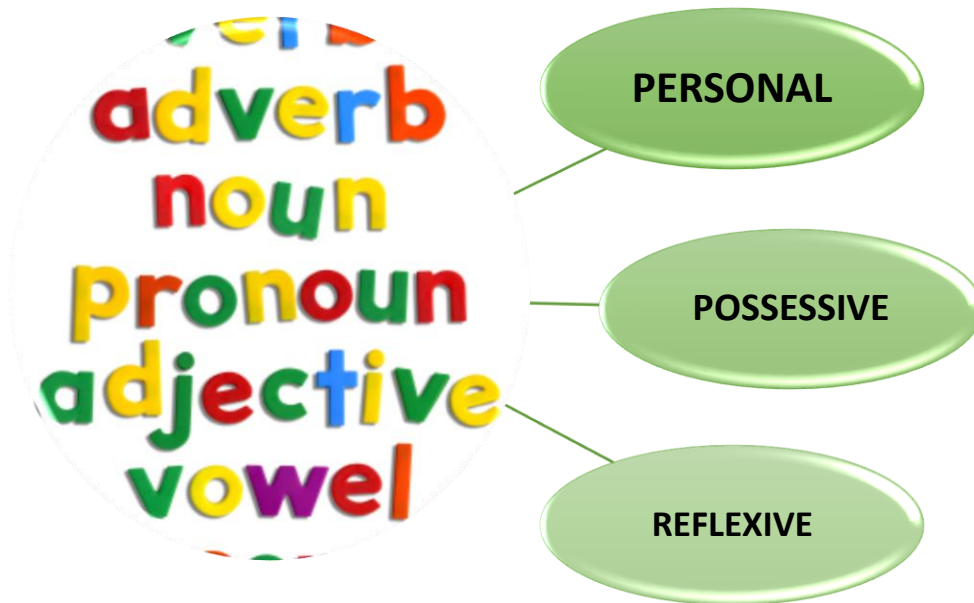 adverb
noun
pronoun
adjective
vowel
PERSONAL
POSSESSIVE
REFLEXIVE